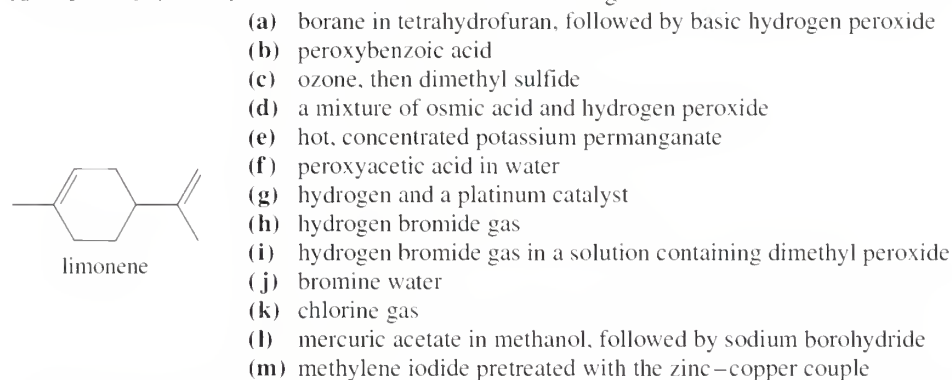 (a) borane in tetrahydrofuran, followed by basic hydrogen peroxide
(b) peroxybenzoic acid
(c) ozone, then dimethyl sulfide
(d) a mixture of osmic acid and hydrogen peroxide
(e) hot, concentrated potassium permanganate
(f) peroxyacetic acid in water
(g) hydrogen and a platinum catalyst
(h) hydrogen bromide gas
(i) hydrogen bromide gas in a solution containing dimethyl peroxide
(j) bromine water
(k) chlorine gas
(l) mercuric acetate in methanol, followed by sodium borohydride
(m) methylene iodide pretreated with the zinc–copper couple
limonene